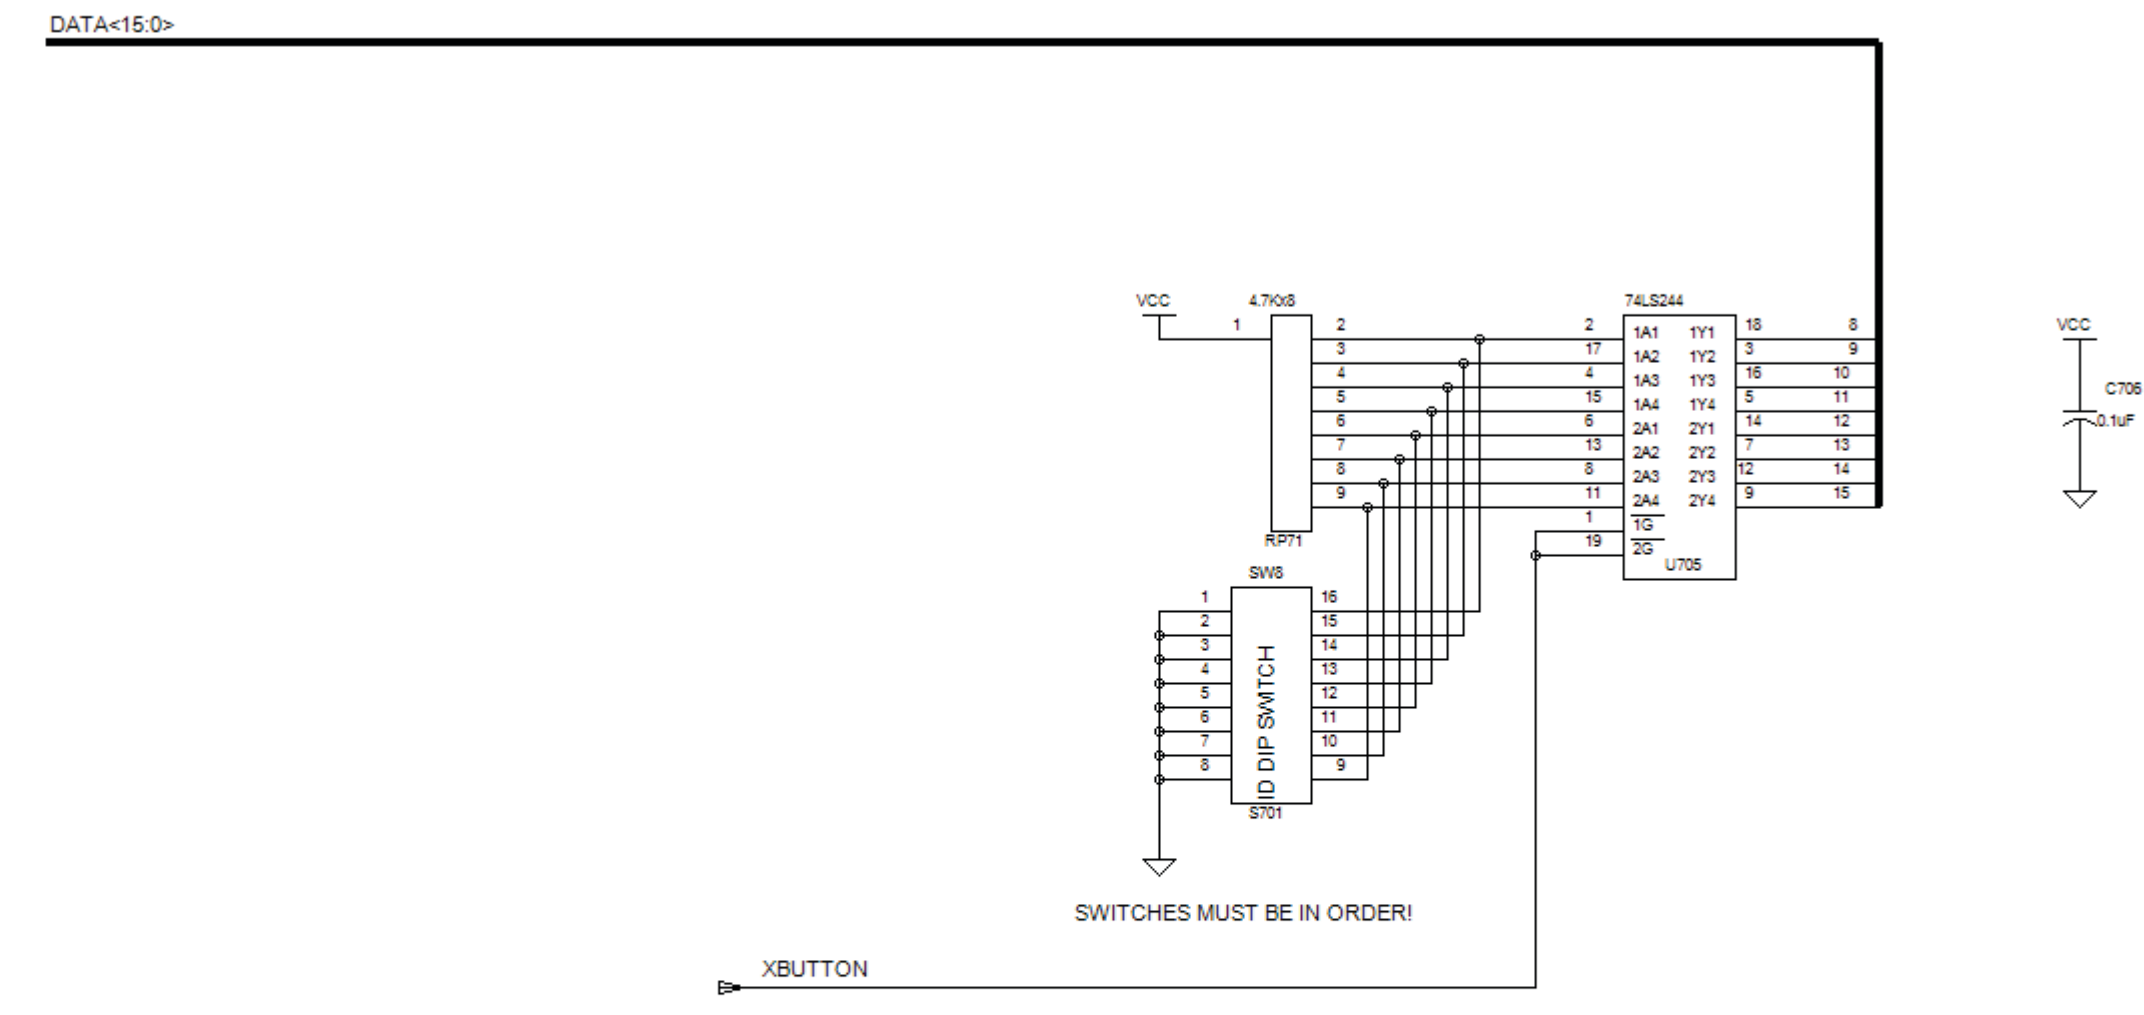 DATA<15:0>
VCC 4.7Kx8 74LS244
1 2 2 1A1 1Y1 18 8 VCC
3 17 1A2 1Y2 3 9
4 4 1A3 1Y3 16 10 C706
5 15 1A4 1Y4 5 11
6 6 2A1 2Y1 14 12 0.1uF
7 13 2A2 2Y2 7 13
8 8 2A3 2Y3 12 14
9 11 2A4 2Y4 9 15
1 1G
RP71 19 2G
U705
SW8
1 16
2 15
3 14
4 13
5 12
6 11
7 10
8 9
ID DIP SWITCH
S701
SWITCHES MUST BE IN ORDER!
XBUTTON